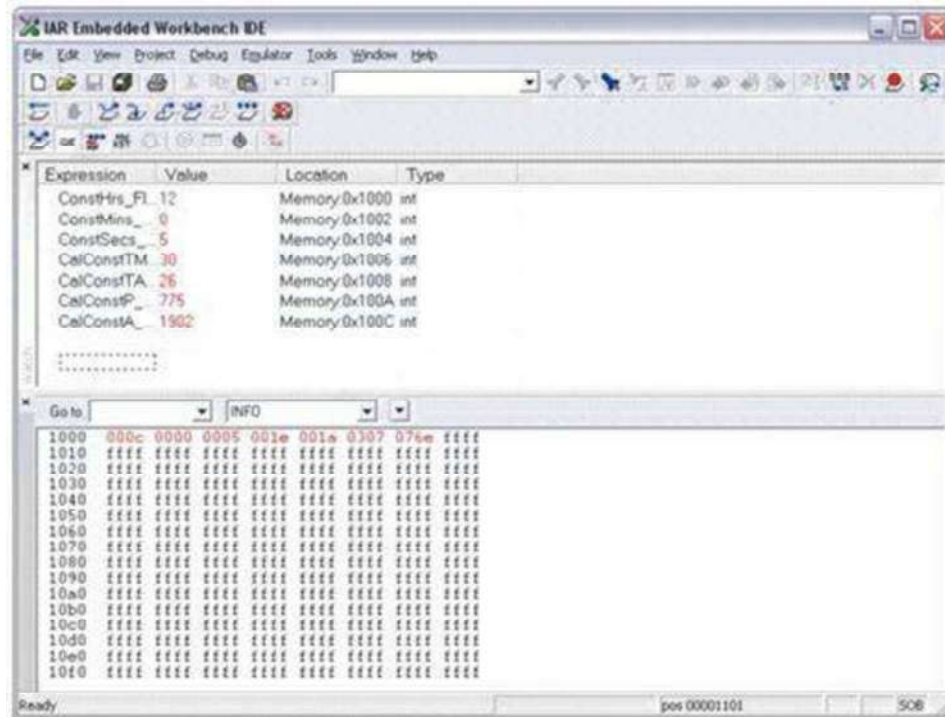 IAR Embedded Workbench IDE
File Edit View Project Debug Emulator Tools Window Help
Expression Value Location Type
ConstHrs_Fl... 12 Memory:0x1000 int
ConstMins_... 0 Memory:0x1002 int
ConstSecs_... 5 Memory:0x1004 int
CalConstTM... 30 Memory:0x1006 int
CalConstTA... 26 Memory:0x1008 int
CalConstP_... 775 Memory:0x100A int
CalConstA_... 1902 Memory:0x100C int
Watch
Go to INFO
1000 000c 0000 0005 001e 001a 0307 076e ffff
1010 ffff ffff ffff ffff ffff ffff ffff ffff
1020 ffff ffff ffff ffff ffff ffff ffff ffff
1030 ffff ffff ffff ffff ffff ffff ffff ffff
1040 ffff ffff ffff ffff ffff ffff ffff ffff
1050 ffff ffff ffff ffff ffff ffff ffff ffff
1060 ffff ffff ffff ffff ffff ffff ffff ffff
1070 ffff ffff ffff ffff ffff ffff ffff ffff
1080 ffff ffff ffff ffff ffff ffff ffff ffff
1090 ffff ffff ffff ffff ffff ffff ffff ffff
10a0 ffff ffff ffff ffff ffff ffff ffff ffff
10b0 ffff ffff ffff ffff ffff ffff ffff ffff
10c0 ffff ffff ffff ffff ffff ffff ffff ffff
10d0 ffff ffff ffff ffff ffff ffff ffff ffff
10e0 ffff ffff ffff ffff ffff ffff ffff ffff
10f0 ffff ffff ffff ffff ffff ffff ffff ffff
Ready pos 00001101 SOB